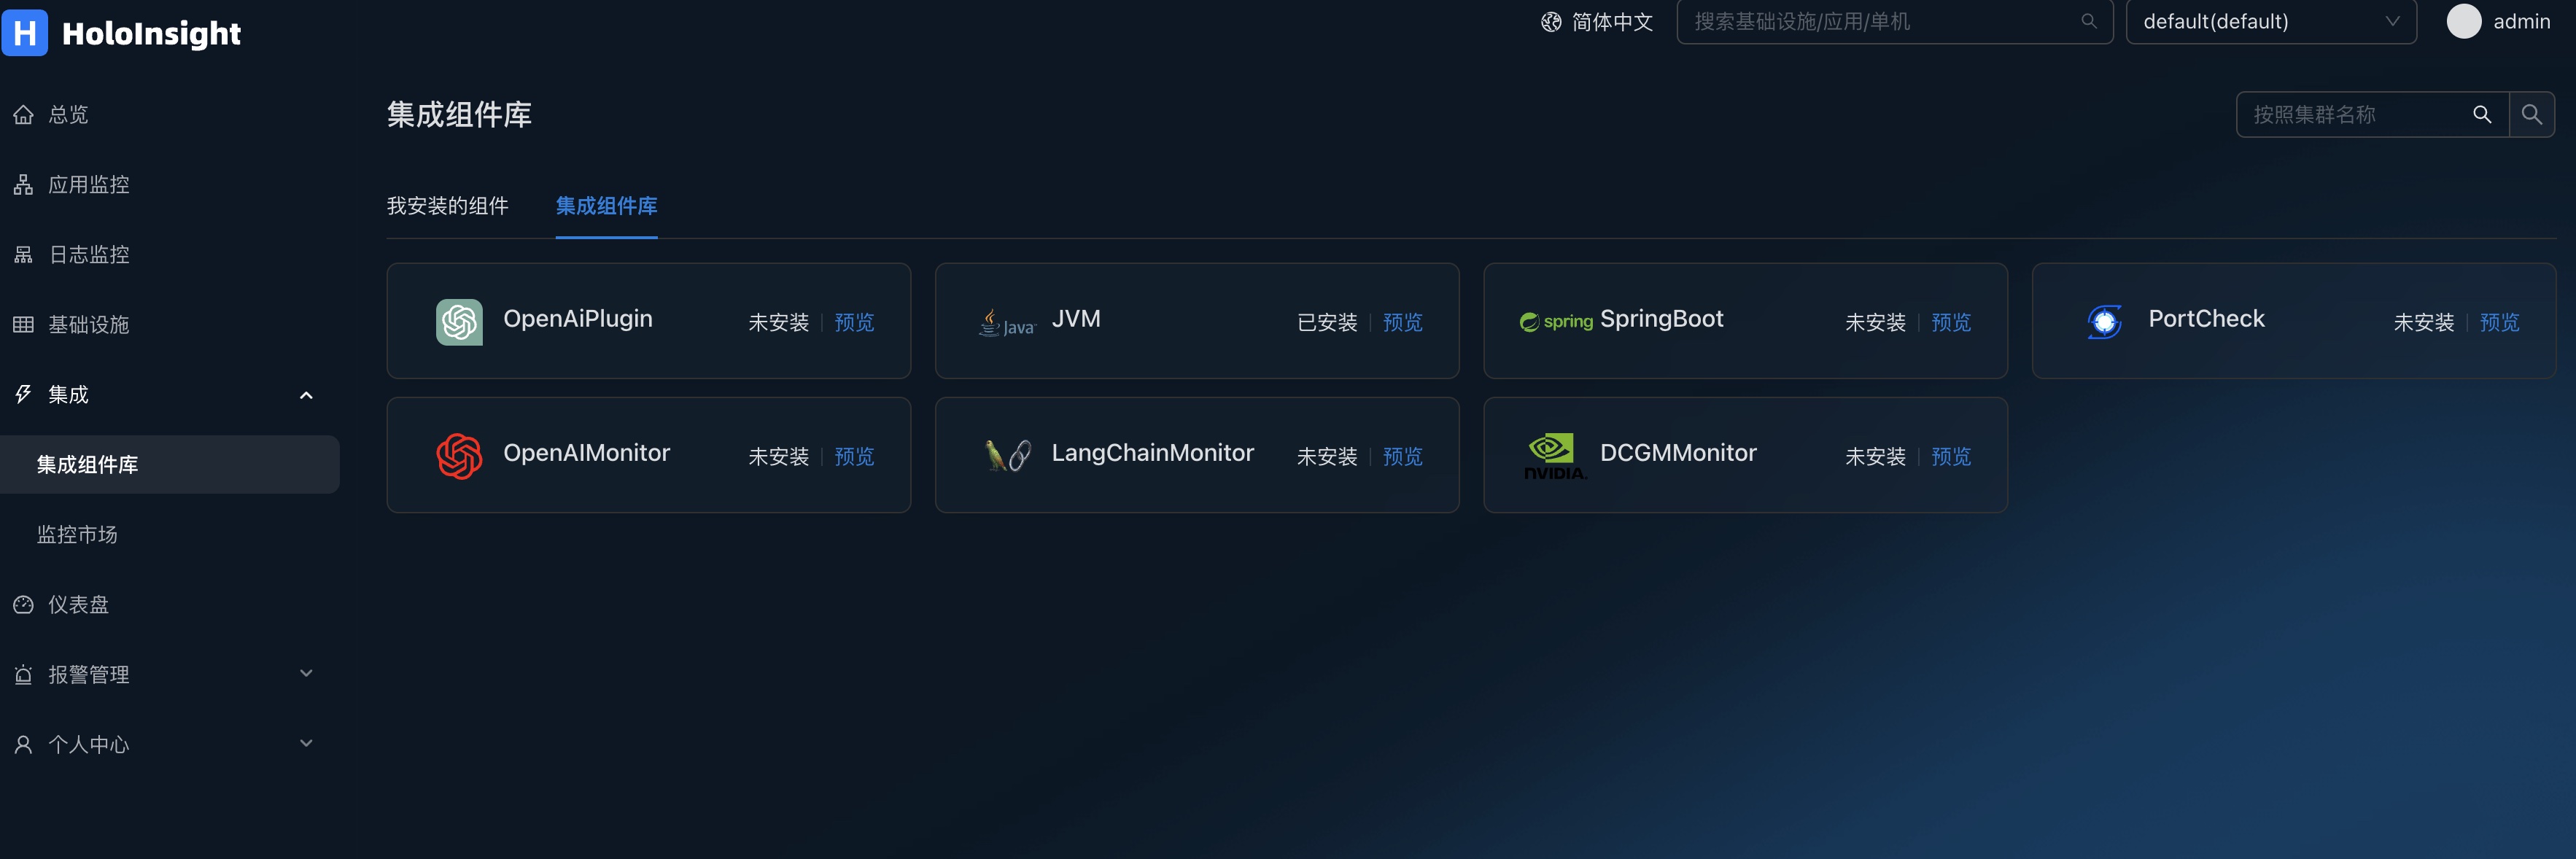 H HoloInsight
简体中文
搜索基础设施/应用/单机
default(default)
admin
总览
应用监控
日志监控
基础设施
集成
集成组件库
监控市场
仪表盘
报警管理
个人中心
集成组件库
按照集群名称
我安装的组件 集成组件库
OpenAiPlugin 未安装 预览
Java JVM 已安装 预览
spring SpringBoot 未安装 预览
PortCheck 未安装 预览
OpenAIMonitor 未安装 预览
LangChainMonitor 未安装 预览
NVIDIA. DCGMMonitor 未安装 预览